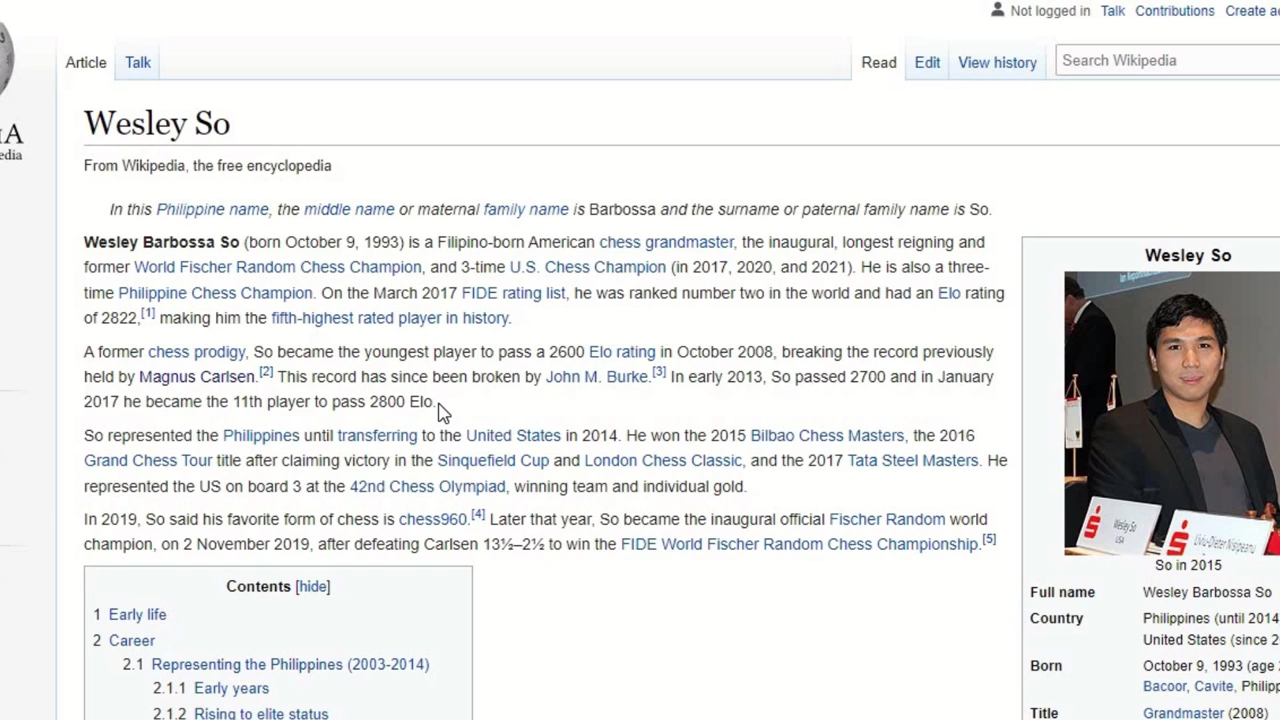 Not logged in Talk Contributions Create a
Article Talk Read Edit View history Search Wikipedia
Wesley So
From Wikipedia, the free encyclopedia
In this Philippine name, the middle name or maternal family name is Barbossa and the surname or paternal family name is So.
Wesley Barbossa So (born October 9, 1993) is a Filipino-born American chess grandmaster, the inaugural, longest reigning and
former World Fischer Random Chess Champion, and 3-time U.S. Chess Champion (in 2017, 2020, and 2021). He is also a three-
time Philippine Chess Champion. On the March 2017 FIDE rating list, he was ranked number two in the world and had an Elo rating
of 2822,[1] making him the fifth-highest rated player in history.
A former chess prodigy, So became the youngest player to pass a 2600 Elo rating in October 2008, breaking the record previously
held by Magnus Carlsen.[2] This record has since been broken by John M. Burke.[3] In early 2013, So passed 2700 and in January
2017 he became the 11th player to pass 2800 Elo.
So represented the Philippines until transferring to the United States in 2014. He won the 2015 Bilbao Chess Masters, the 2016
Grand Chess Tour title after claiming victory in the Sinquefield Cup and London Chess Classic, and the 2017 Tata Steel Masters. He
represented the US on board 3 at the 42nd Chess Olympiad, winning team and individual gold.
In 2019, So said his favorite form of chess is chess960.[4] Later that year, So became the inaugural official Fischer Random world
champion, on 2 November 2019, after defeating Carlsen 13½–2½ to win the FIDE World Fischer Random Chess Championship.[5]
Contents [hide]
1 Early life
2 Career
2.1 Representing the Philippines (2003-2014)
2.1.1 Early years
2.1.2 Rising to elite status
Wesley So
Wesley So
USA
Liviu-Dieter Nisipeanu
So in 2015
Full name Wesley Barbossa So
Country Philippines (until 2014
United States (since 2
Born October 9, 1993 (age
Bacoor, Cavite, Philipp
Title Grandmaster (2008)